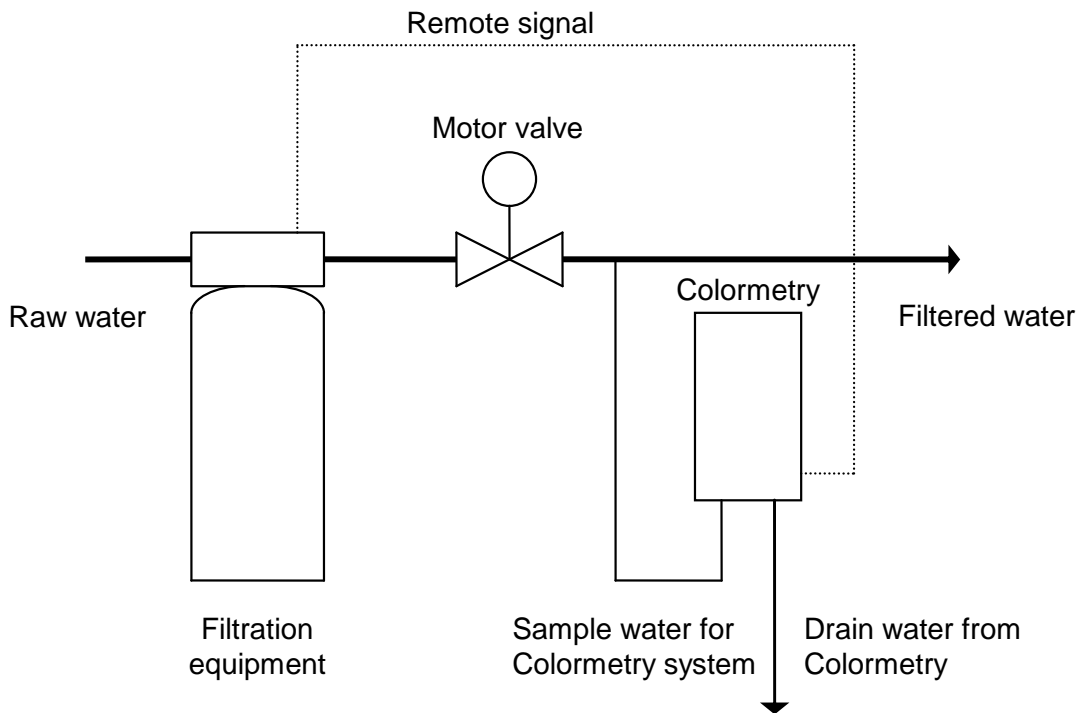 Remote signal
Motor valve
Colormetry
Raw water
Filtered water
Filtration
equipment
Sample water for
Colormetry system
Drain water from
Colormetry